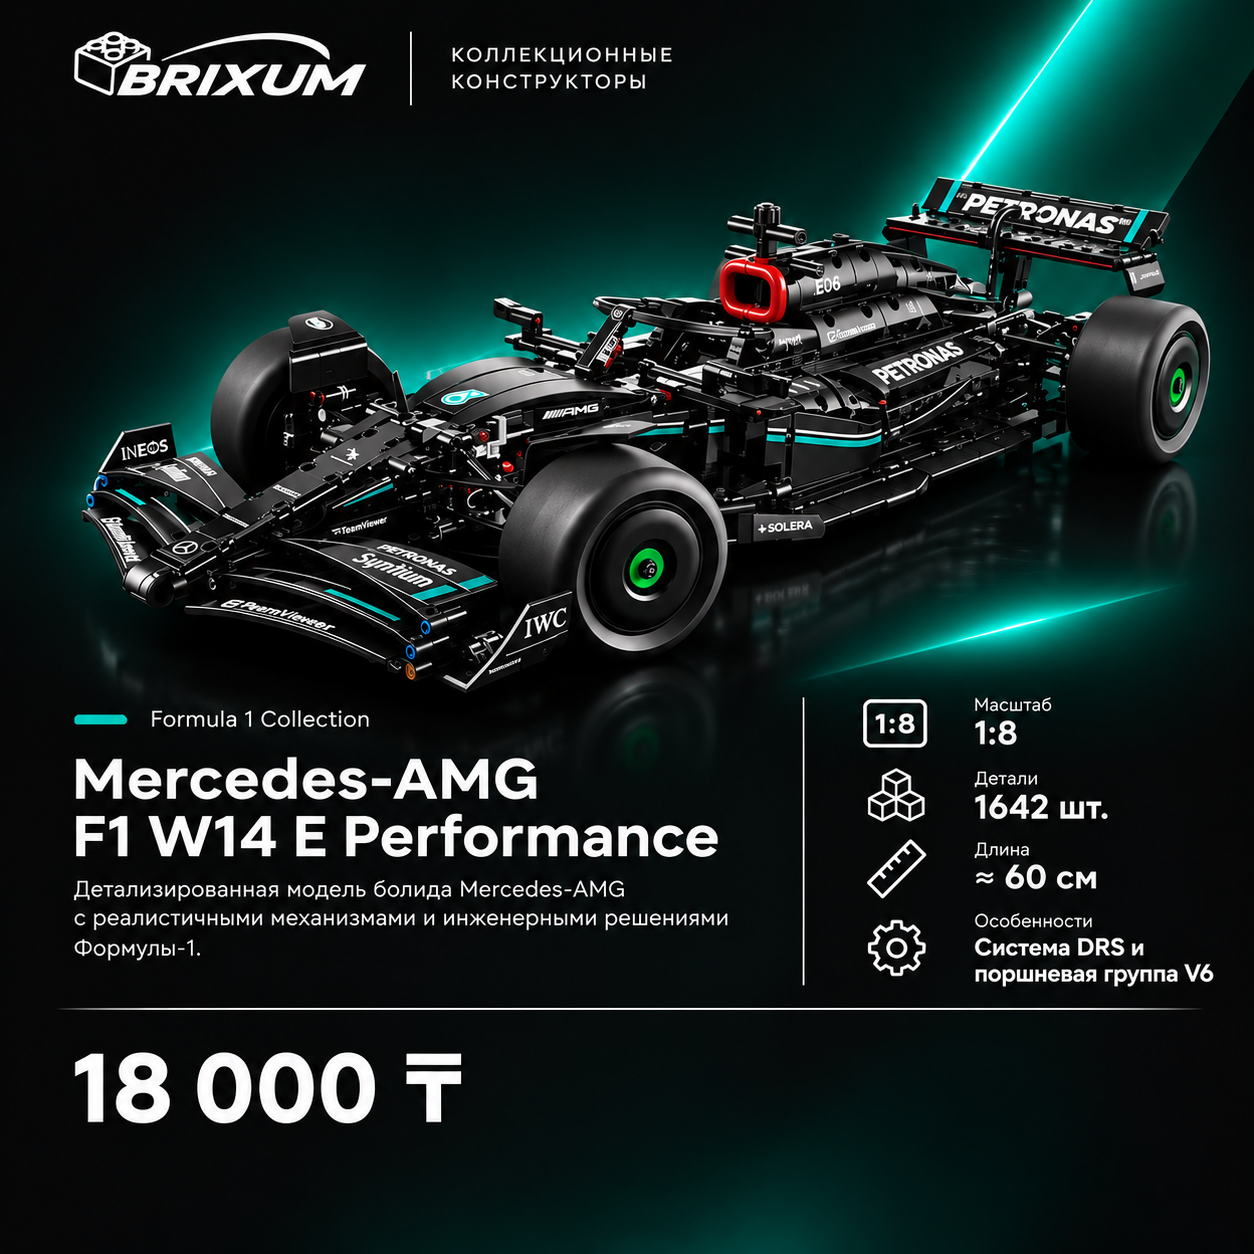 BRIXUM
КОЛЛЕКЦИОННЫЕ
КОНСТРУКТОРЫ
PETRONAS
E06
PETRONAS
AMG
INEOS
SOLERA
TeamViewer
PETRONAS
Syntium
TeamViewer
IWC
Formula 1 Collection
Mercedes-AMG
F1 W14 E Performance
Детализированная модель болида Mercedes-AMG
с реалистичными механизмами и инженерными решениями
Формулы-1.
1:8
Масштаб
1:8
Детали
1642 шт.
Длина
≈ 60 см
Особенности
Система DRS и
поршневая группа V6
18 000 ₸